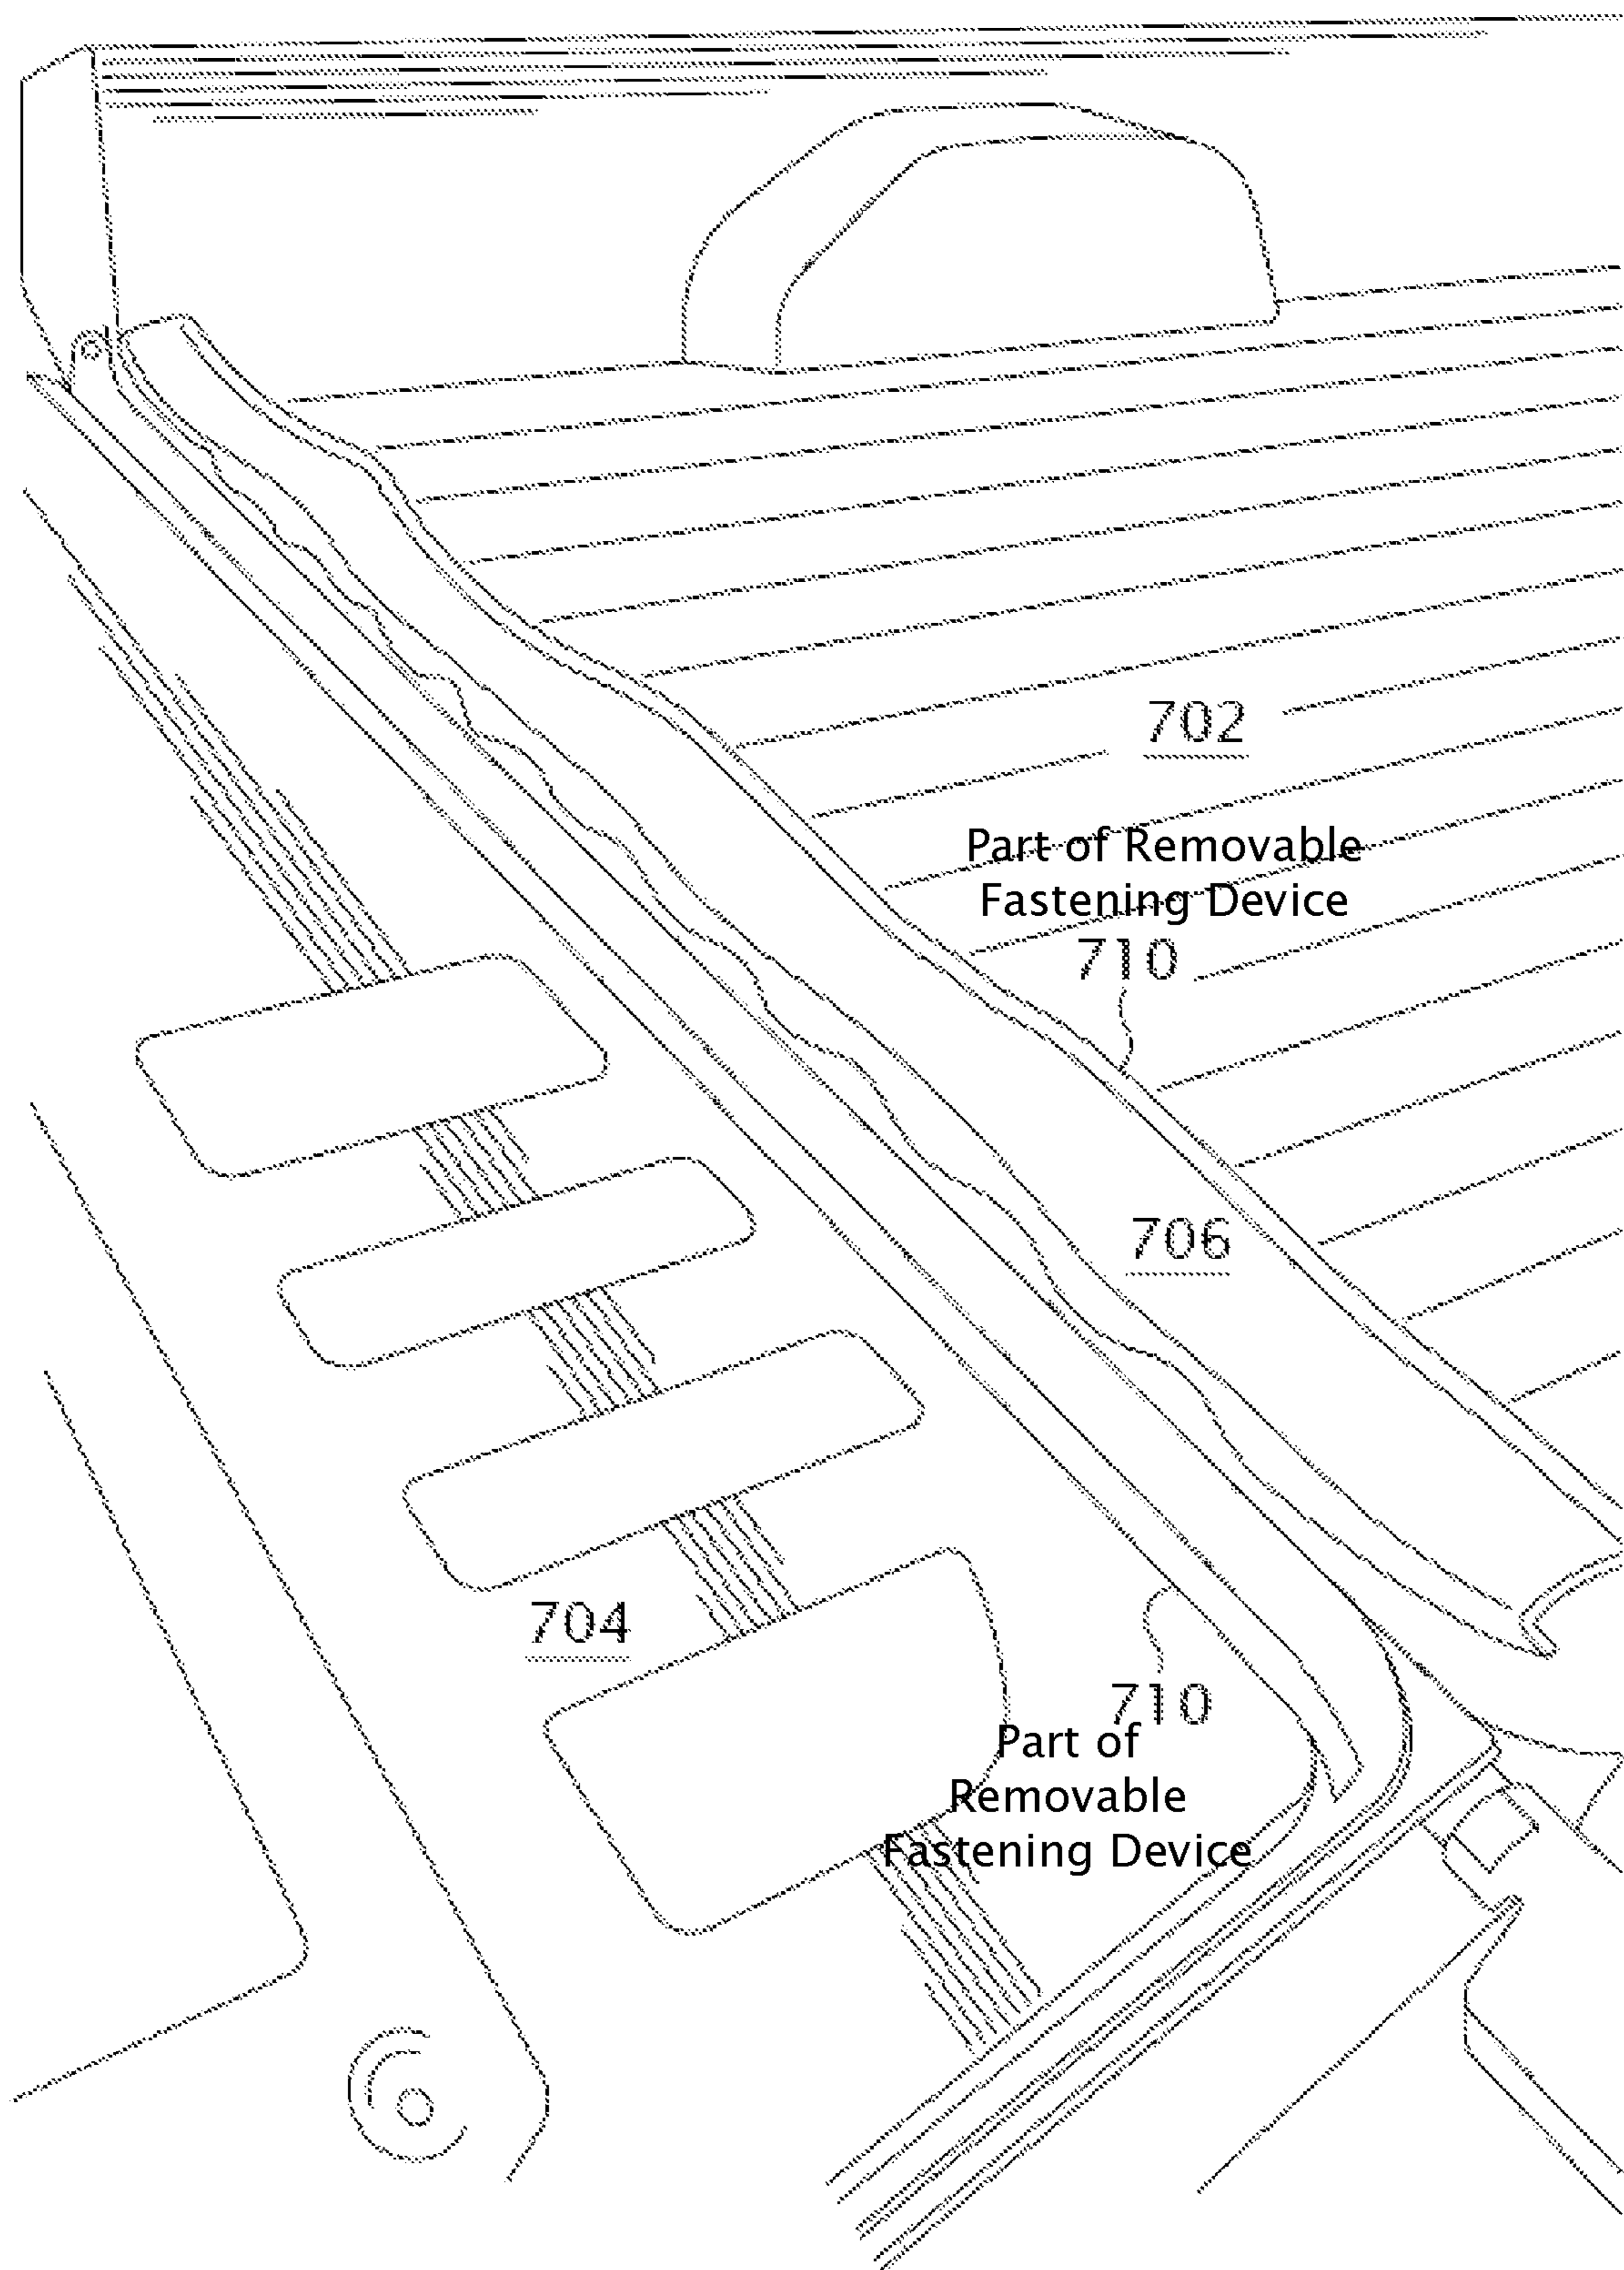 702
Part of Removable
Fastening Device
710
706
704
710
Part of
Removable
Fastening Device